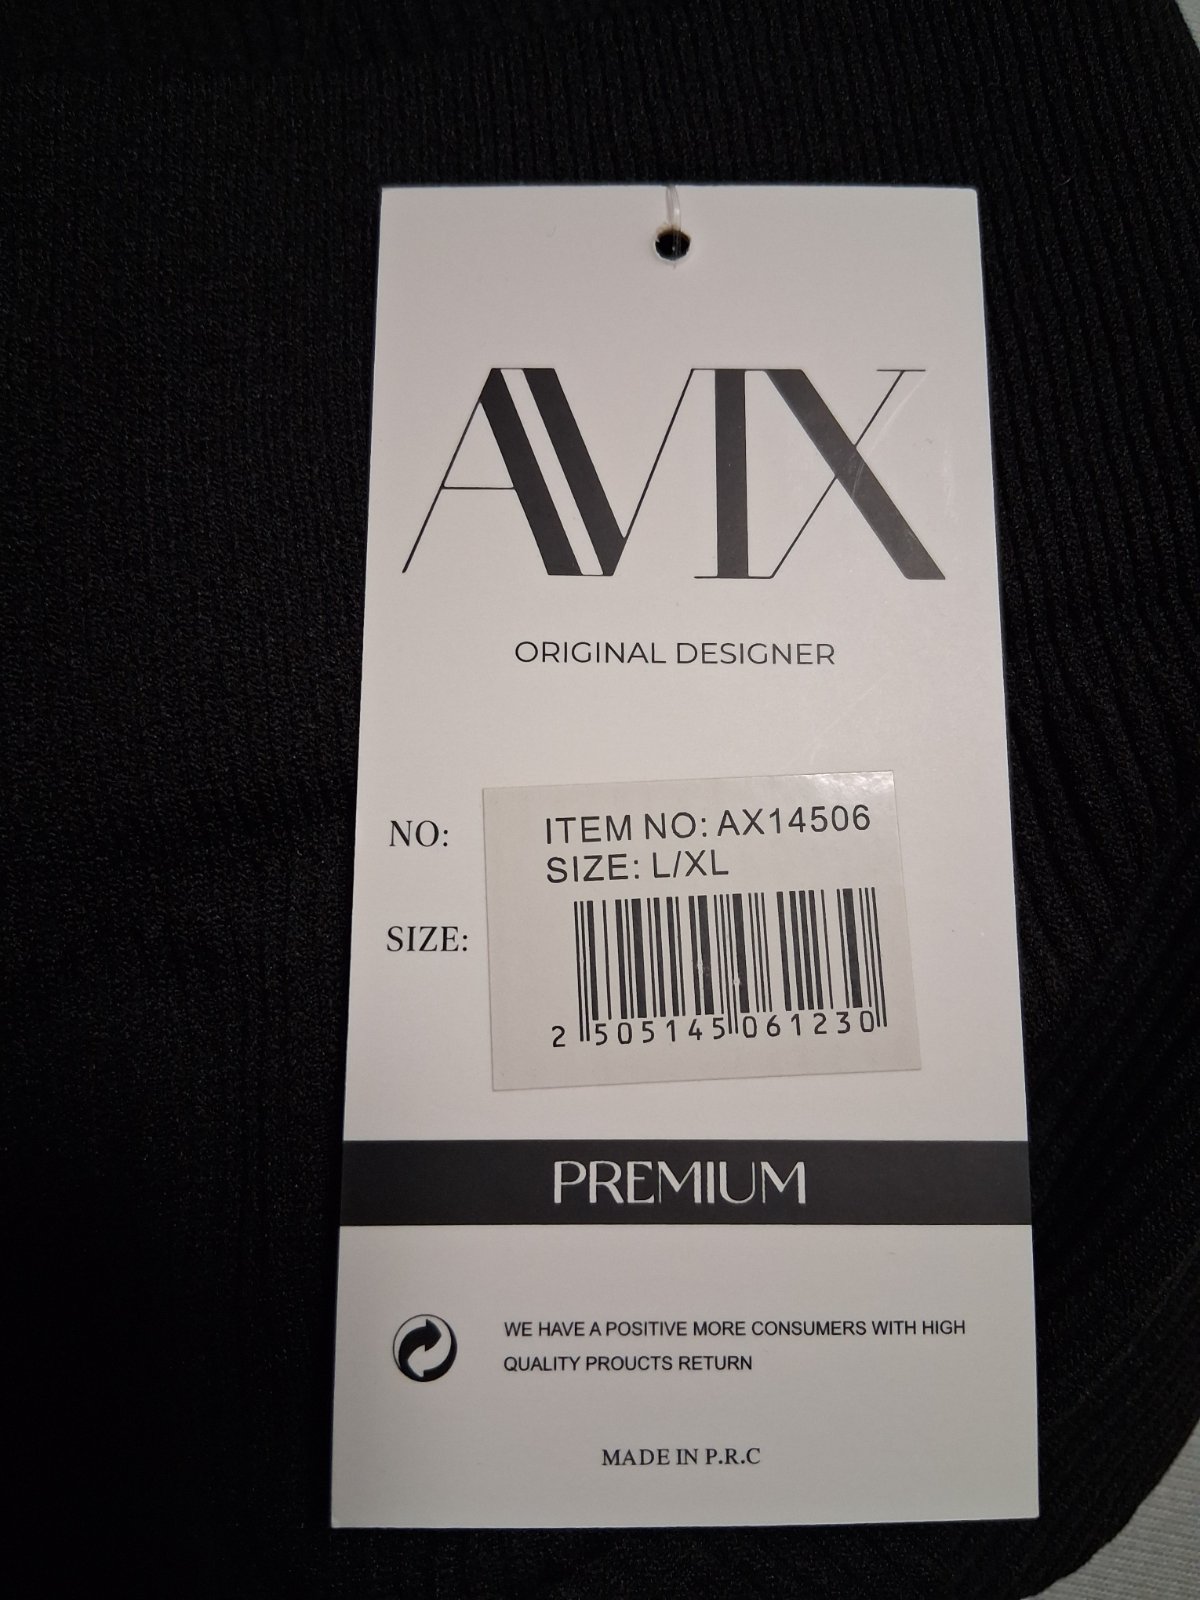 AVIX
ORIGINAL DESIGNER
NO:
ITEM NO: AX14506
SIZE: L/XL
SIZE:
2 505145 061230
PREMIUM
WE HAVE A POSITIVE MORE CONSUMERS WITH HIGH
QUALITY PROUCTS RETURN
MADE IN P.R.C